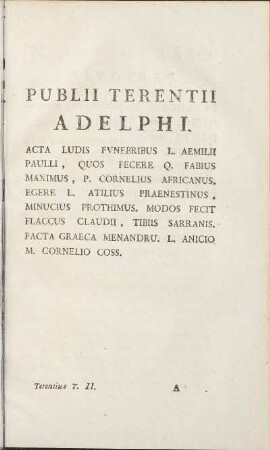 PUBLII TERENTII
ADELPHI.
ACTA LUDIS FVNEBRIBUS L. AEMILII
PAULLI, QUOS FECERE Q. FABIUS
MAXIMUS, P. CORNELIUS AFRICANUS.
EGERE L. ATILIUS PRAENESTINUS,
MINUCIUS PROTHIMUS. MODOS FECIT
FLACCUS CLAUDII, TIBIIS SARRANIS.
FACTA GRAECA MENANDRU. L. ANICIO
M. CORNELIO COSS.
Terentius T. II. A